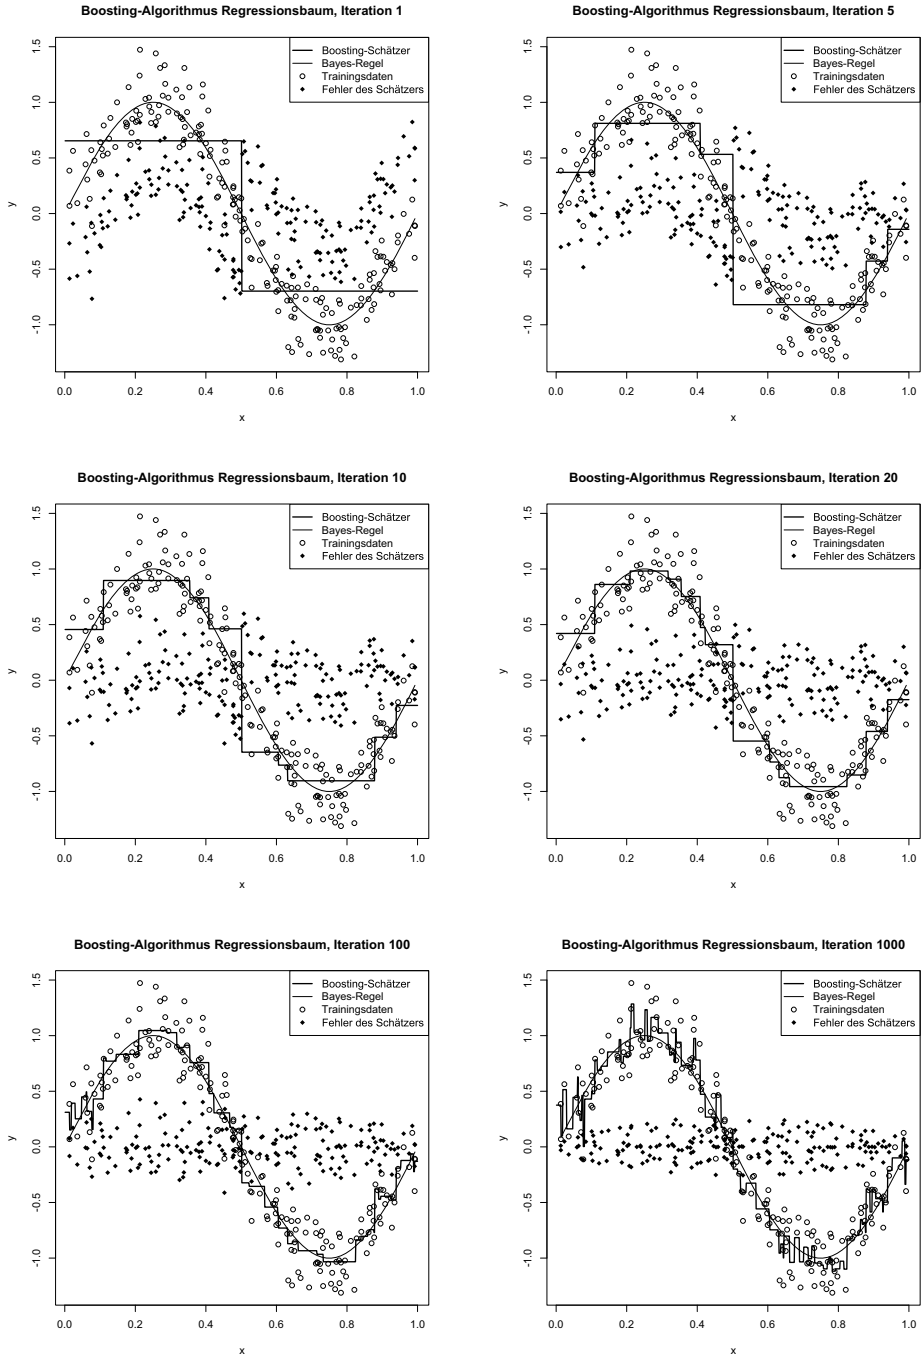 Boosting-Algorithmus Regressionsbaum, Iteration 1
Boosting-Schätzer
Bayes-Regel
Trainingsdaten
Fehler des Schätzers
y
1.5
1.0
0.5
0.0
-0.5
-1.0
0.0 0.2 0.4 0.6 0.8 1.0
x
Boosting-Algorithmus Regressionsbaum, Iteration 5
Boosting-Schätzer
Bayes-Regel
Trainingsdaten
Fehler des Schätzers
y
1.5
1.0
0.5
0.0
-0.5
-1.0
0.0 0.2 0.4 0.6 0.8 1.0
x
Boosting-Algorithmus Regressionsbaum, Iteration 10
Boosting-Schätzer
Bayes-Regel
Trainingsdaten
Fehler des Schätzers
y
1.5
1.0
0.5
0.0
-0.5
-1.0
0.0 0.2 0.4 0.6 0.8 1.0
x
Boosting-Algorithmus Regressionsbaum, Iteration 20
Boosting-Schätzer
Bayes-Regel
Trainingsdaten
Fehler des Schätzers
y
1.5
1.0
0.5
0.0
-0.5
-1.0
0.0 0.2 0.4 0.6 0.8 1.0
x
Boosting-Algorithmus Regressionsbaum, Iteration 100
Boosting-Schätzer
Bayes-Regel
Trainingsdaten
Fehler des Schätzers
y
1.5
1.0
0.5
0.0
-0.5
-1.0
0.0 0.2 0.4 0.6 0.8 1.0
x
Boosting-Algorithmus Regressionsbaum, Iteration 1000
Boosting-Schätzer
Bayes-Regel
Trainingsdaten
Fehler des Schätzers
y
1.5
1.0
0.5
0.0
-0.5
-1.0
0.0 0.2 0.4 0.6 0.8 1.0
x